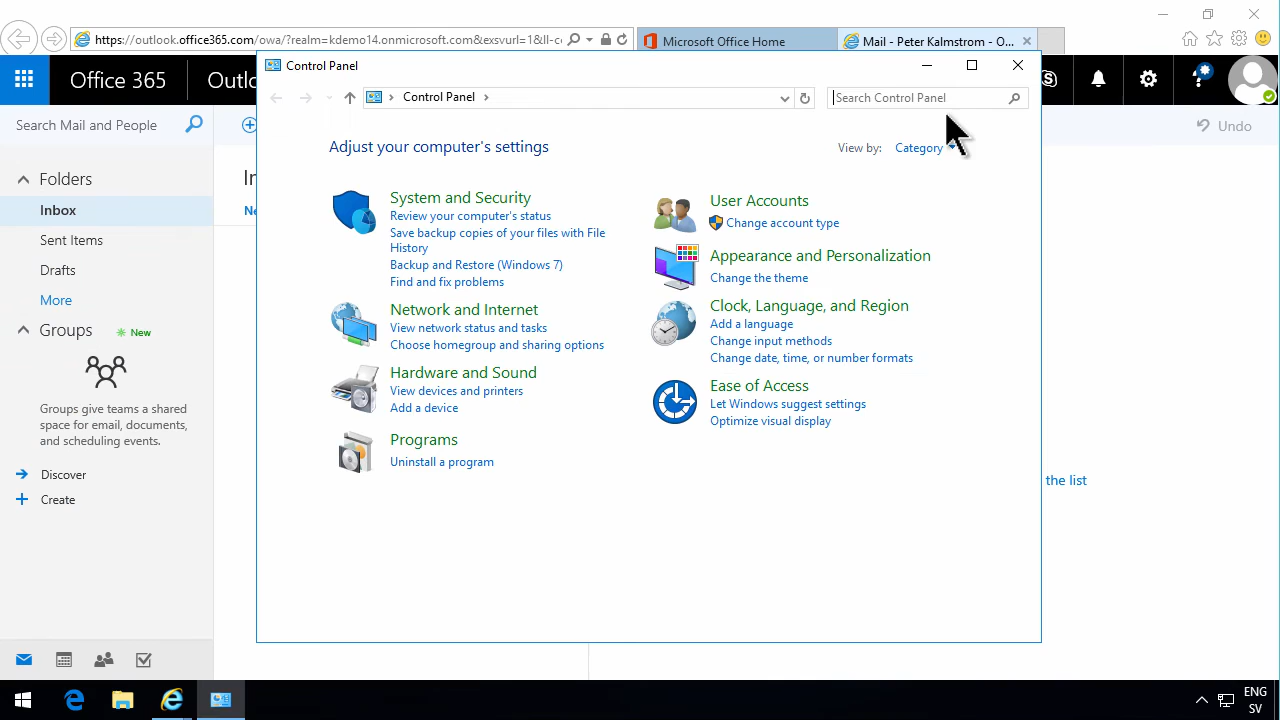 https://outlook.office365.com/owa/?realm=kdemo14.onmicrosoft.com&exsvurl=1&ll-c
Microsoft Office Home
Mail - Peter Kalmstrom - O...
Office 365
Outlo
Control Panel
Control Panel
Search Control Panel
Search Mail and People
Undo
Adjust your computer's settings
View by:
Category
Folders
Inbox
Sent Items
Drafts
More
Groups
New
Groups give teams a shared
space for email, documents,
and scheduling events.
Discover
Create
In
Ne
System and Security
Review your computer's status
Save backup copies of your files with File
History
Backup and Restore (Windows 7)
Find and fix problems
Network and Internet
View network status and tasks
Choose homegroup and sharing options
Hardware and Sound
View devices and printers
Add a device
Programs
Uninstall a program
User Accounts
Change account type
Appearance and Personalization
Change the theme
Clock, Language, and Region
Add a language
Change input methods
Change date, time, or number formats
Ease of Access
Let Windows suggest settings
Optimize visual display
the list
ENG
SV